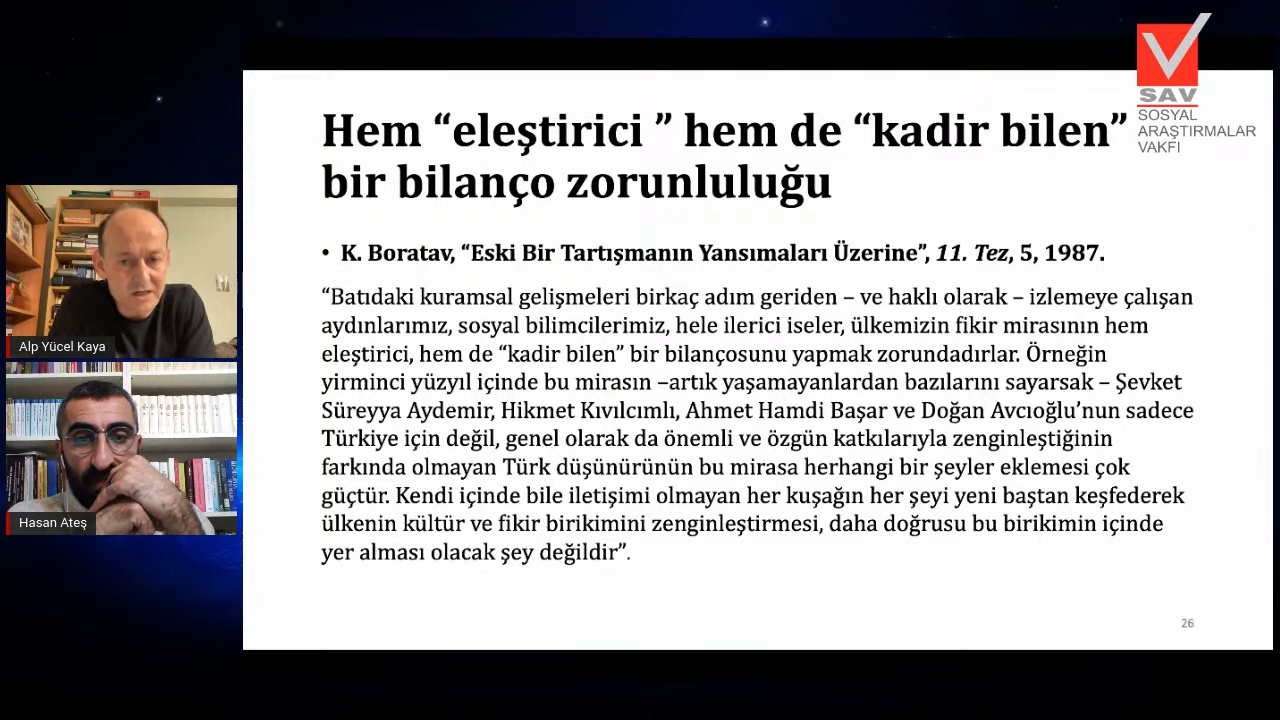 SAV
SOSYAL
ARAŞTIRMALAR
VAKFI
Hem “eleştirici ” hem de “kadir bilen”
bir bilanço zorunluluğu
• K. Boratav, “Eski Bir Tartışmanın Yansımaları Üzerine”, 11. Tez, 5, 1987.
“Batıdaki kuramsal gelişmeleri birkaç adım geriden – ve haklı olarak – izlemeye çalışan
aydınlarımız, sosyal bilimcilerimiz, hele ilerici iseler, ülkemizin fikir mirasının hem
eleştirici, hem de “kadir bilen” bir bilançosunu yapmak zorundadırlar. Örneğin
yirminci yüzyıl içinde bu mirasın –artık yaşamayanlardan bazılarını sayarsak – Şevket
Süreyya Aydemir, Hikmet Kıvılcımlı, Ahmet Hamdi Başar ve Doğan Avcıoğlu’nun sadece
Türkiye için değil, genel olarak da önemli ve özgün katkılarıyla zenginleştiğinin
farkında olmayan Türk düşünürünün bu mirasa herhangi bir şeyler eklemesi çok
güçtür. Kendi içinde bile iletişimi olmayan her kuşağın her şeyi yeni baştan keşfederek
ülkenin kültür ve fikir birikimini zenginleştirmesi, daha doğrusu bu birikimin içinde
yer alması olacak şey değildir”.
26
Alp Yücel Kaya
Hasan Ateş